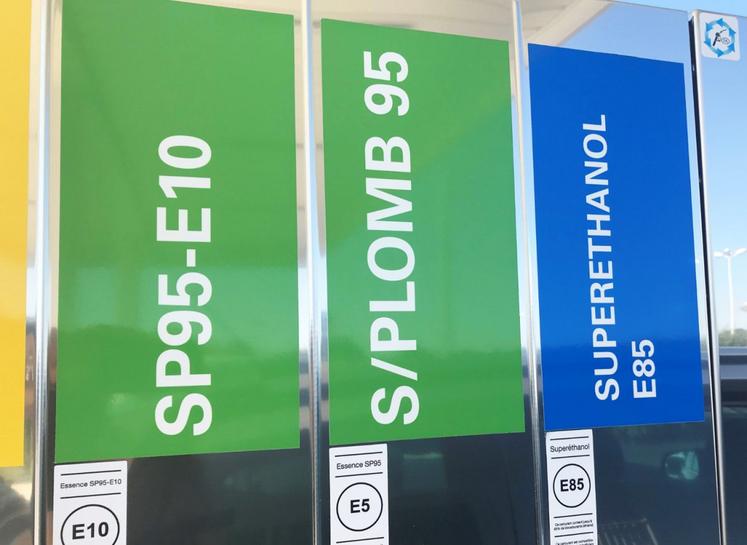 SP95-E10
S/PLOMB 95
SUPERETHANOL
E85
Essence SP95-E10
E10
Essence SP95
E5
Superéthanol
E85